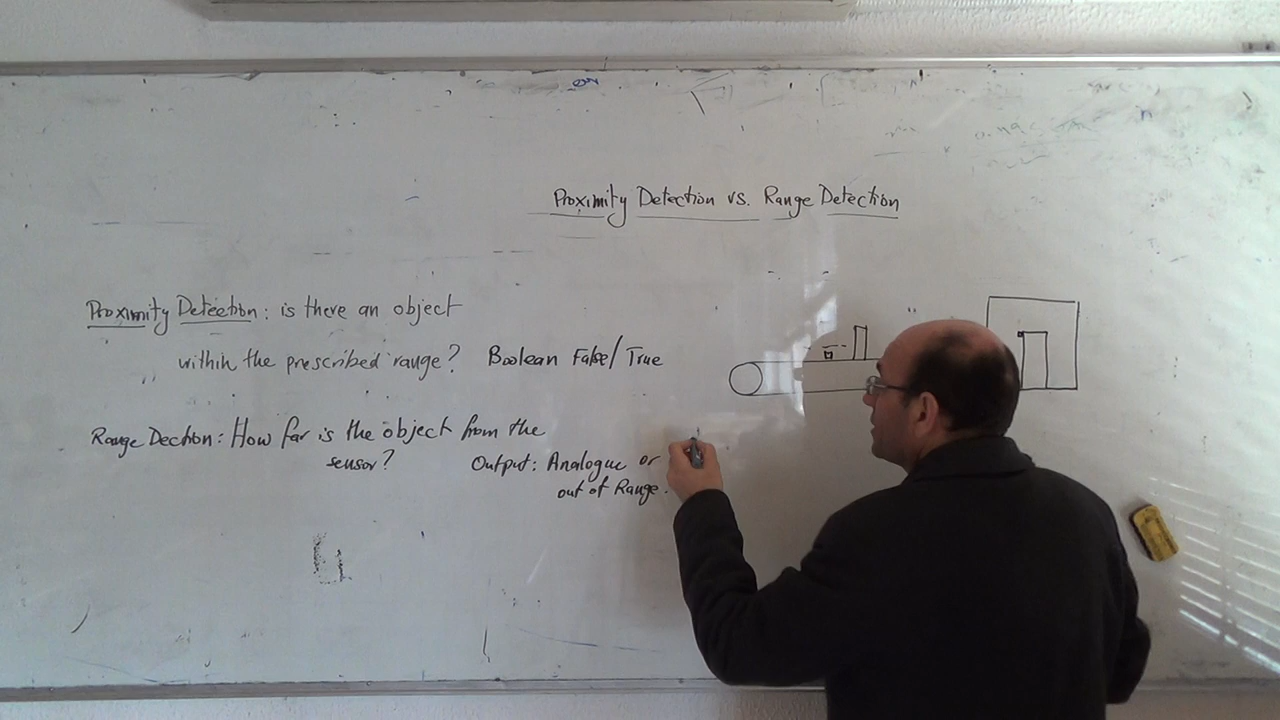 Proximity Detection vs. Range Detection
Proximity Detection: is there an object
within the prescribed range? Boolean False/True
Range Dection: How far is the object from the
sensor? Output: Analogue or
out of Range.